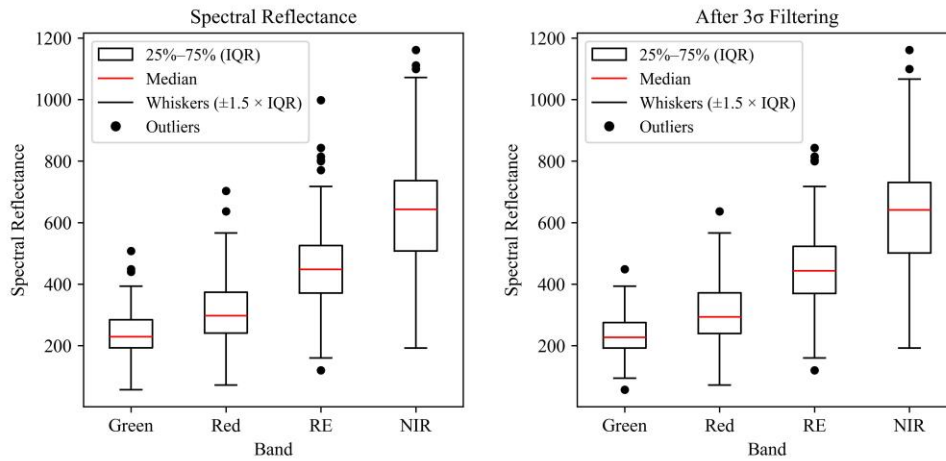 Spectral Reflectance
1200
1000
800
600
400
200
Spectral Reflectance
25%–75% (IQR)
Median
Whiskers (±1.5 × IQR)
Outliers
Green Red RE NIR
Band
After 3σ Filtering
1200
1000
800
600
400
200
Spectral Reflectance
25%–75% (IQR)
Median
Whiskers (±1.5 × IQR)
Outliers
Green Red RE NIR
Band